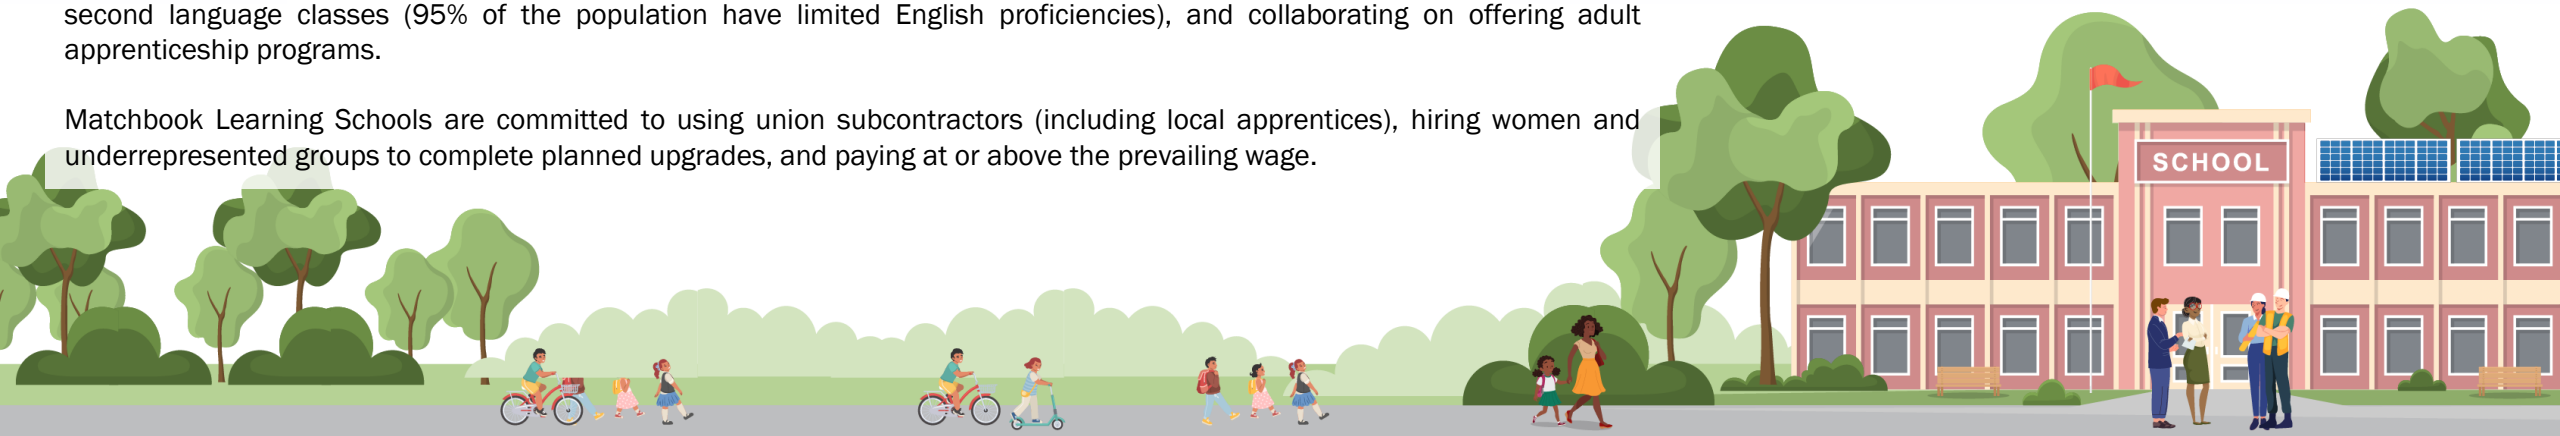 second language classes (95% of the population have limited English proficiencies), and collaborating on offering adult
apprenticeship programs.
Matchbook Learning Schools are committed to using union subcontractors (including local apprentices), hiring women and
underrepresented groups to complete planned upgrades, and paying at or above the prevailing wage.
SCHOOL